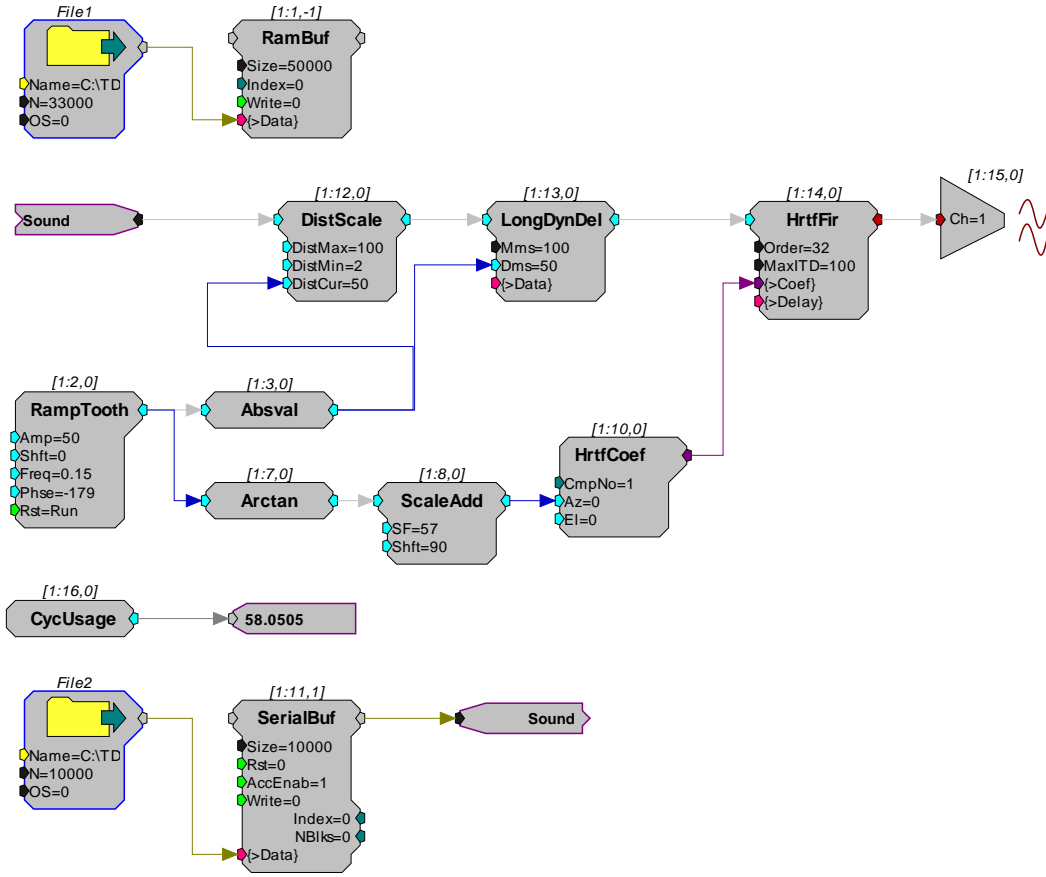 File1
Name=C:\TD
N=33000
OS=0
[1:1,-1]
RamBuf
Size=50000
Index=0
Write=0
{>Data}
Sound
[1:12,0]
DistScale
DistMax=100
DistMin=2
DistCur=50
[1:13,0]
LongDynDel
Mms=100
Dms=50
{>Data}
[1:14,0]
HrtfFir
Order=32
MaxITD=100
{>Coef}
{>Delay}
[1:15,0]
Ch=1
[1:2,0]
RampTooth
Amp=50
Shft=0
Freq=0.15
Phse=-179
Rst=Run
[1:3,0]
Absval
[1:7,0]
Arctan
[1:8,0]
ScaleAdd
SF=57
Shft=90
[1:10,0]
HrtfCoef
CmpNo=1
Az=0
El=0
[1:16,0]
CycUsage
58.0505
File2
Name=C:\TD
N=10000
OS=0
[1:11,1]
SerialBuf
Size=10000
Rst=0
AccEnab=1
Write=0
Index=0
NBlks=0
{>Data}
Sound